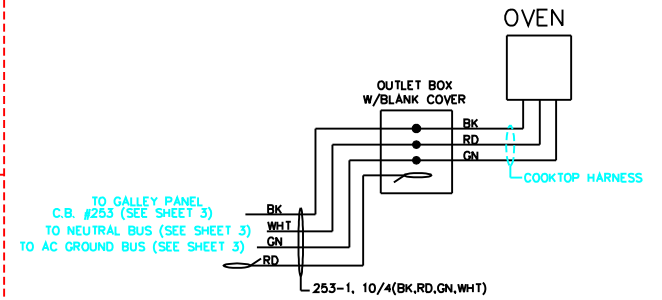 OVEN
OUTLET BOX
W/BLANK COVER
BK
RD
GN
COOKTOP HARNESS
TO GALLEY PANEL
C.B. #253 (SEE SHEET 3)
BK
TO NEUTRAL BUS (SEE SHEET 3)
WHT
TO AC GROUND BUS (SEE SHEET 3)
GN
RD
253-1, 10/4(BK,RD,GN,WHT)